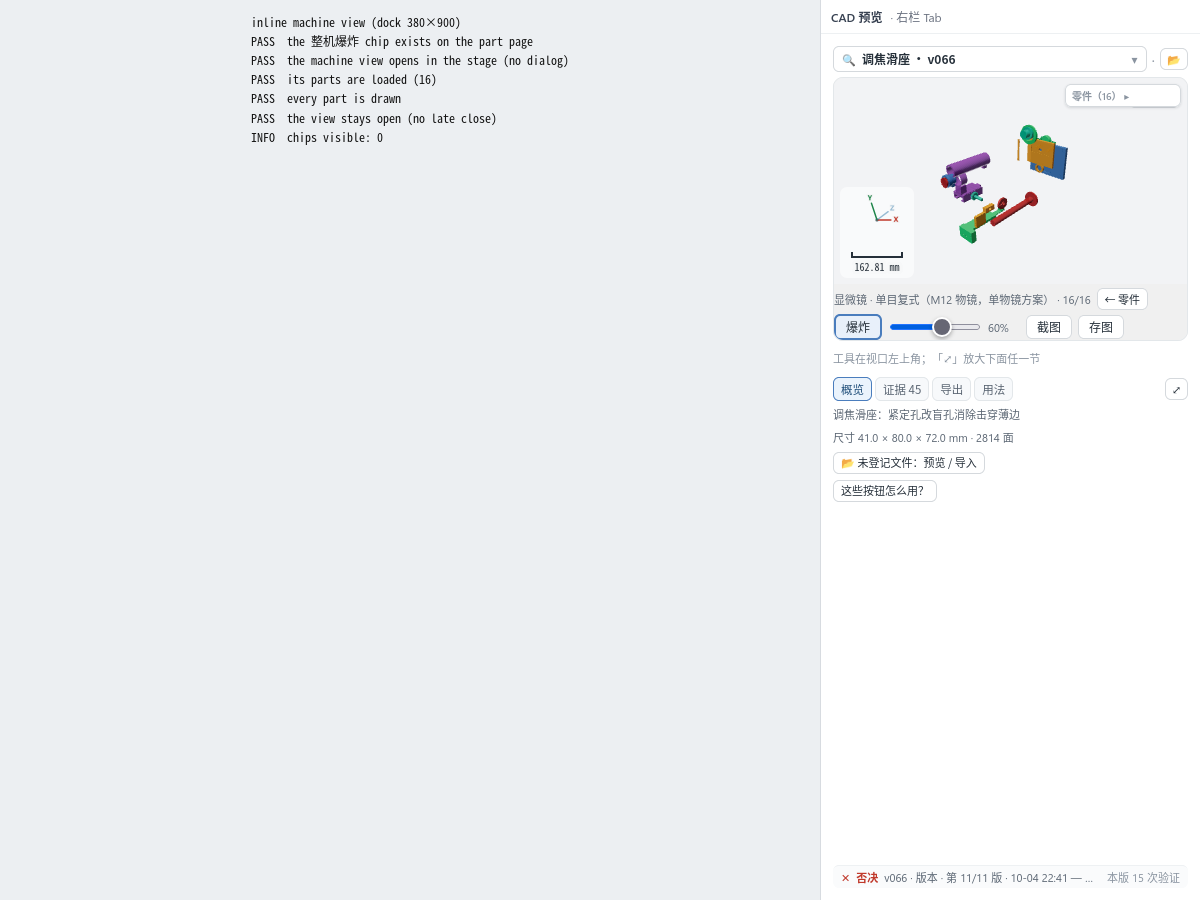 inline machine view (dock 380×900)
PASS the 整机爆炸 chip exists on the part page
PASS the machine view opens in the stage (no dialog)
PASS its parts are loaded (16)
PASS every part is drawn
PASS the view stays open (no late close)
INFO chips visible: 0
CAD 预览 · 右栏 Tab
🔍 调焦滑座 · v066 ▾ · 📂
零件（16） ▸
Y
Z
X
162.81 mm
显微镜 · 单目复式（M12 物镜，单物镜方案） · 16/16 ← 零件
爆炸 60% 截图 存图
工具在视口左上角；「⤢」放大下面任一节
概览 证据 45 导出 用法 ⤢
调焦滑座：紧定孔改盲孔消除击穿薄边
尺寸 41.0 × 80.0 × 72.0 mm · 2814 面
📂 未登记文件：预览 / 导入
这些按钮怎么用？
✕ 否决 v066 · 版本 · 第 11/11 版 · 10-04 22:41 — ... 本版 15 次验证